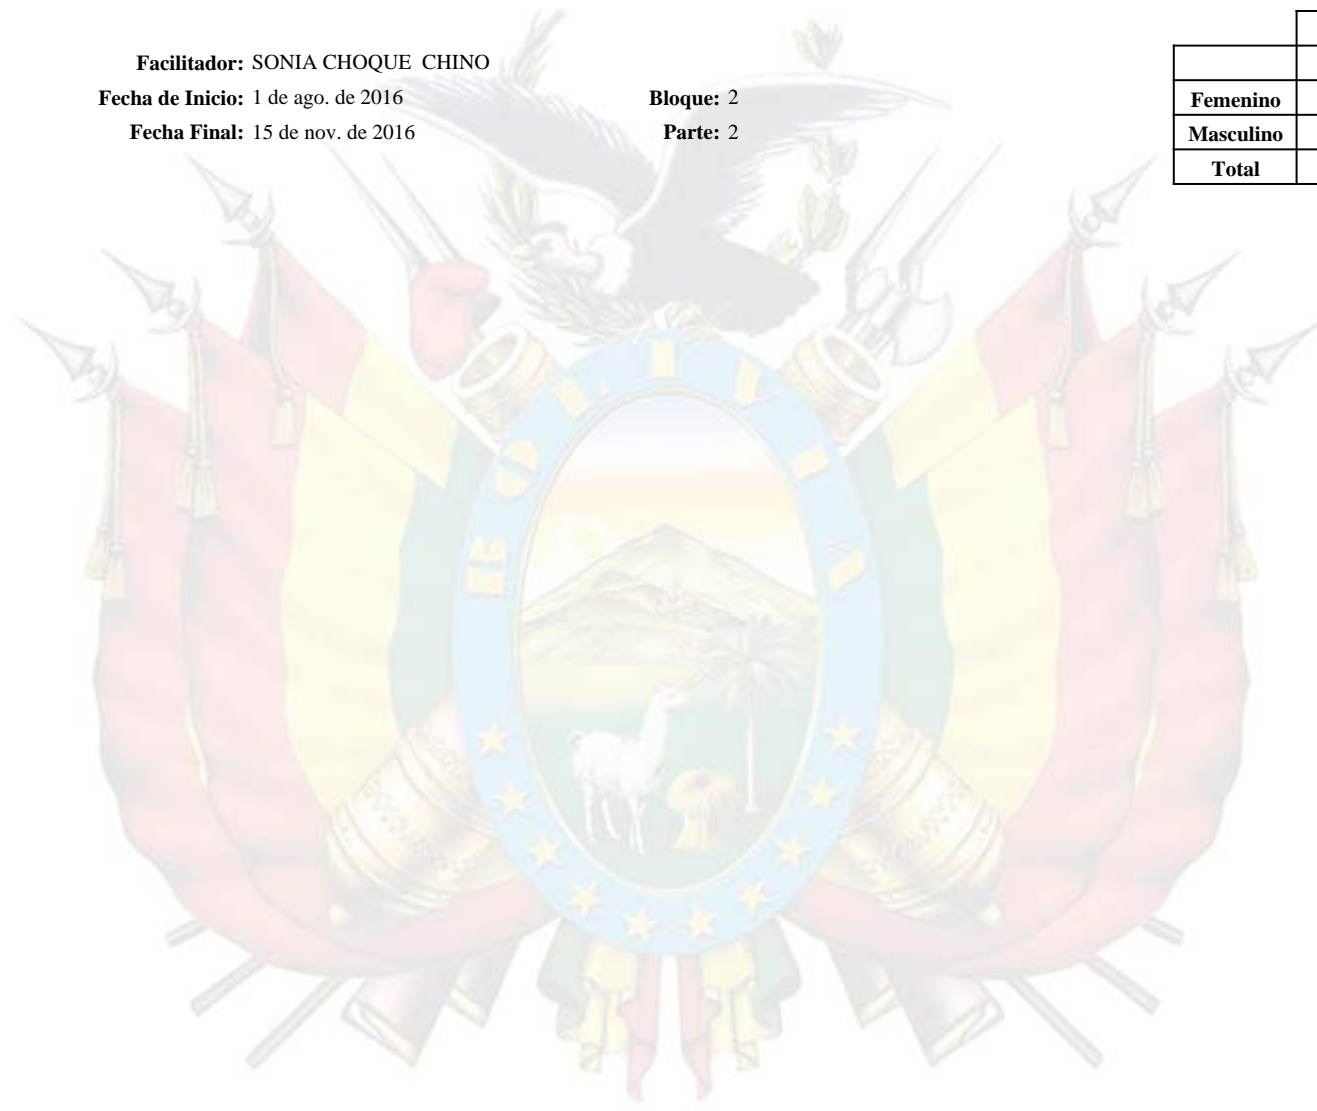 Facilitador: SONIA CHOQUE CHINO
Fecha de Inicio: 1 de ago. de 2016 Bloque: 2
Fecha Final: 15 de nov. de 2016 Parte: 2
Femenino
Masculino
Total
BOLIVIA